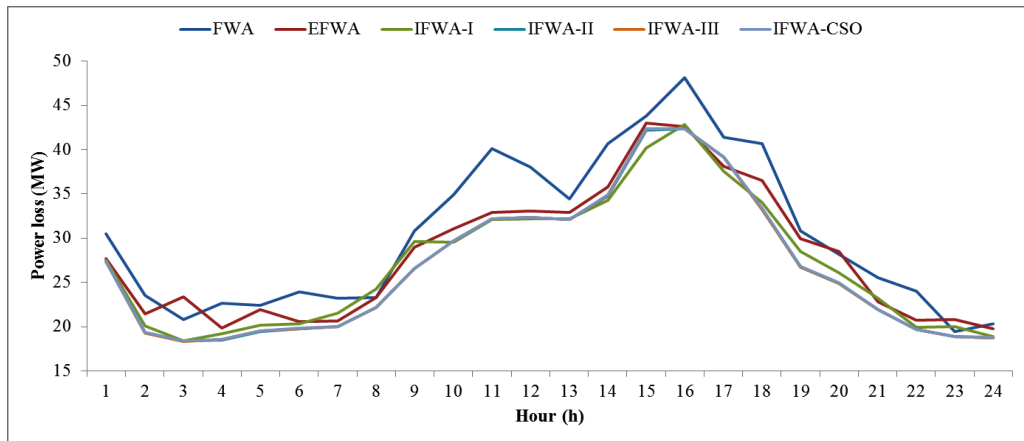 FWA EFWA IFWA-I IFWA-II IFWA-III IFWA-CSO
50
45
40
35
30
25
20
15
Power loss (MW)
1 2 3 4 5 6 7 8 9 10 11 12 13 14 15 16 17 18 19 20 21 22 23 24
Hour (h)